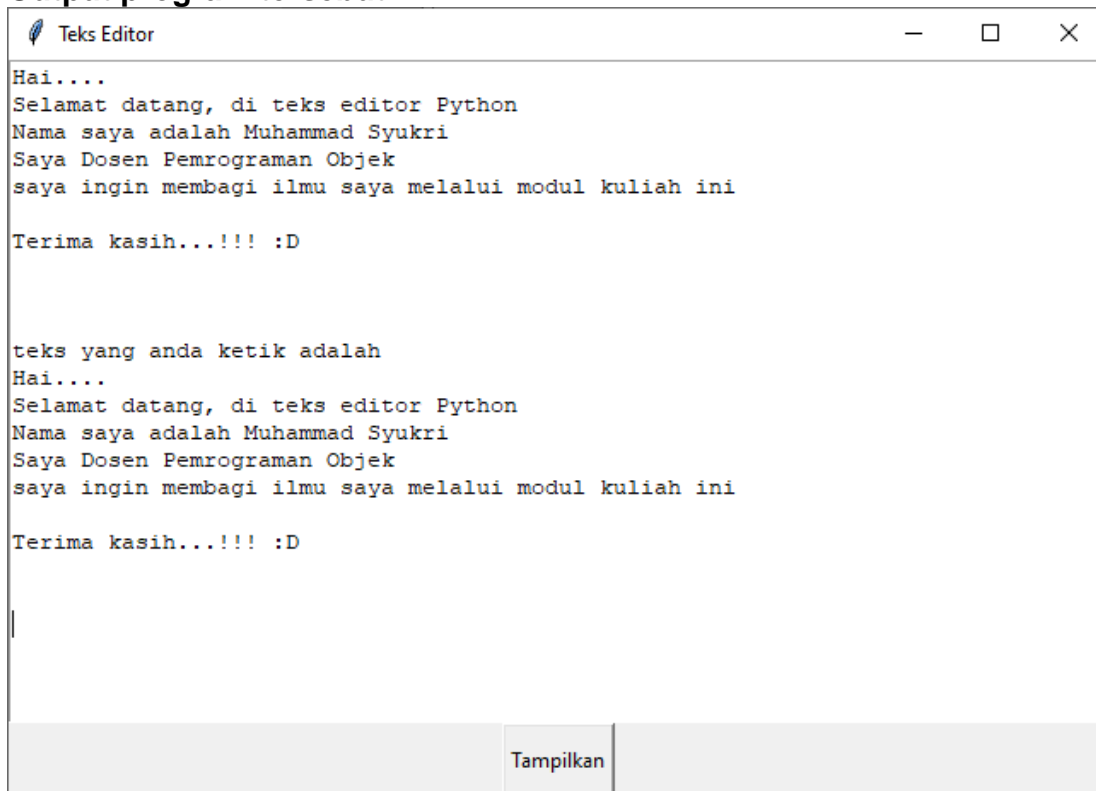 Output program tersebut
Teks Editor
Hai....
Selamat datang, di teks editor Python
Nama saya adalah Muhammad Syukri
Saya Dosen Pemrograman Objek
saya ingin membagi ilmu saya melalui modul kuliah ini
Terima kasih...!!! :D
teks yang anda ketik adalah
Hai....
Selamat datang, di teks editor Python
Nama saya adalah Muhammad Syukri
Saya Dosen Pemrograman Objek
saya ingin membagi ilmu saya melalui modul kuliah ini
Terima kasih...!!! :D
Tampilkan